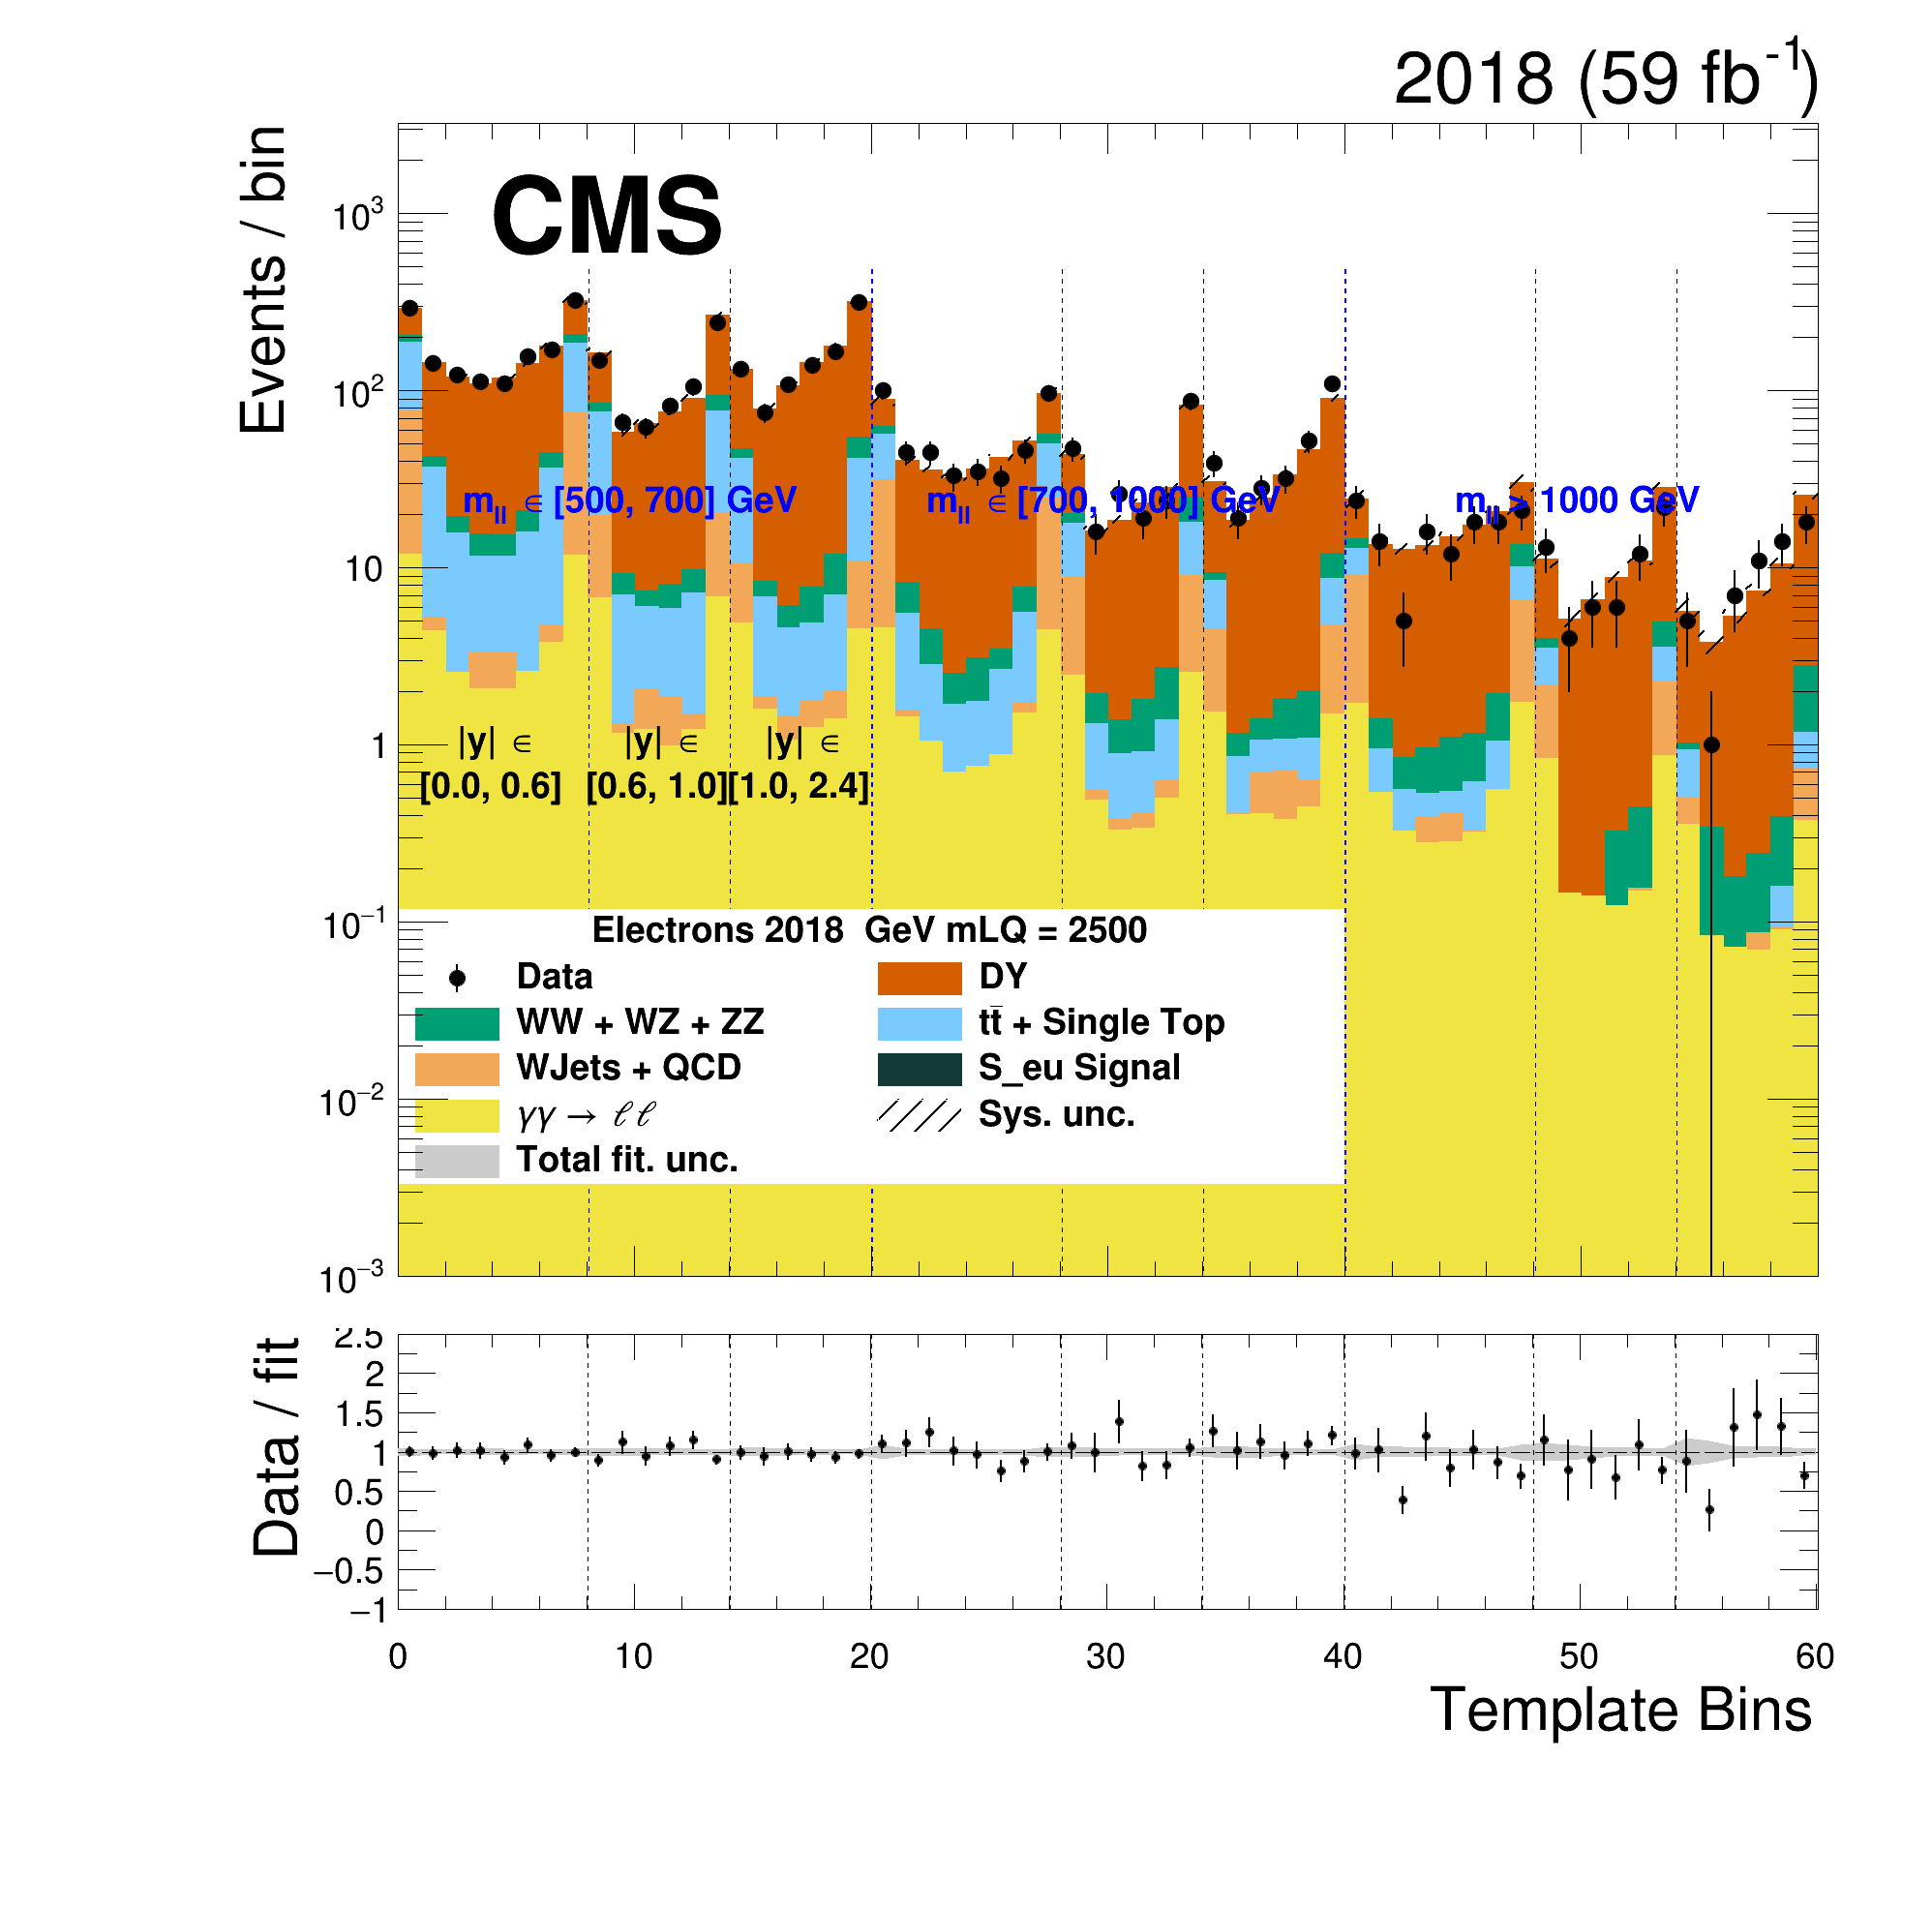 2018 (59 fb⁻¹)
Events / bin
CMS
10³
10²
10
1
10⁻¹
10⁻²
10⁻³
m_ll ∈ [500, 700] GeV
m_ll ∈ [700, 1000] GeV
m_ll > 1000 GeV
|y| ∈
[0.0, 0.6]
|y| ∈
[0.6, 1.0]
|y| ∈
[1.0, 2.4]
Electrons 2018  GeV mLQ = 2500
Data
DY
WW + WZ + ZZ
tt̄ + Single Top
WJets + QCD
S_eu Signal
γγ → ℓℓ
Sys. unc.
Total fit. unc.
Data / fit
2.5
2
1.5
1
0.5
0
−0.5
−1
0 10 20 30 40 50 60
Template Bins